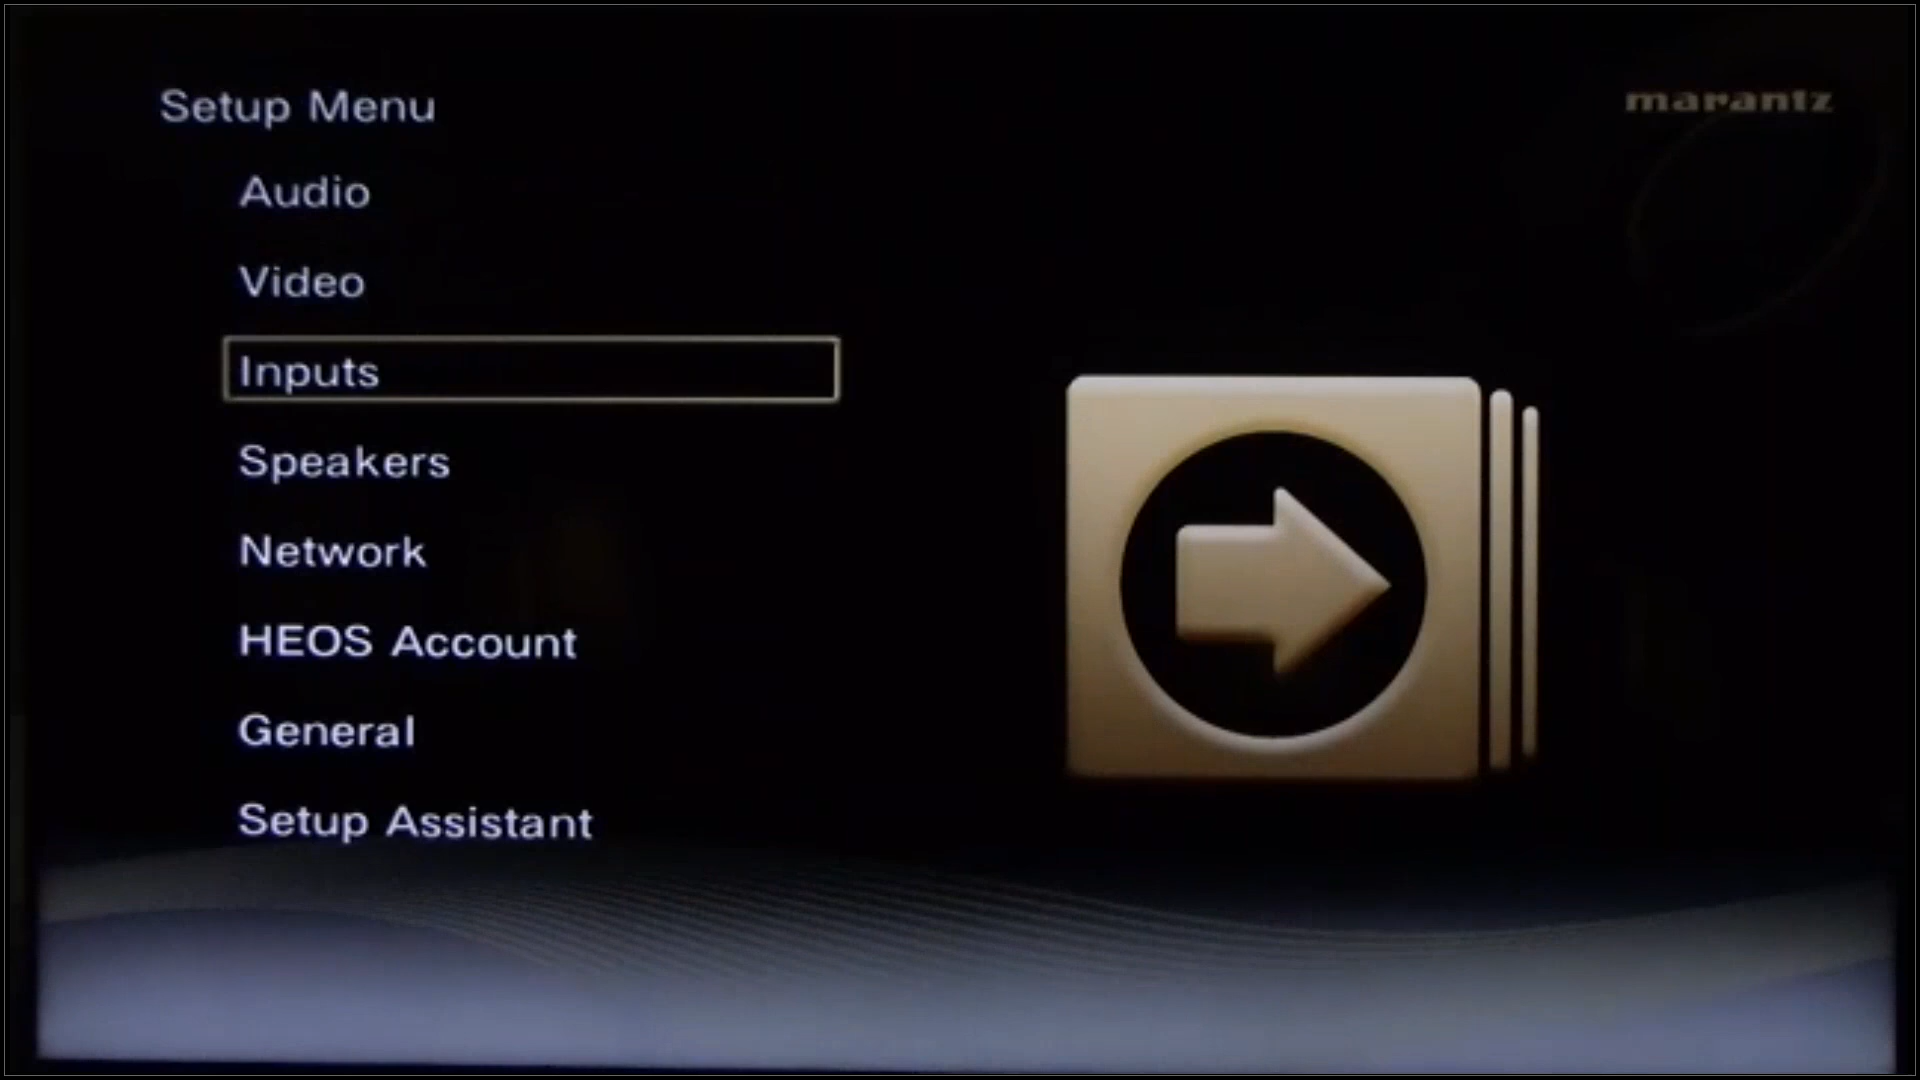 Setup Menu
marantz
Audio
Video
Inputs
Speakers
Network
HEOS Account
General
Setup Assistant